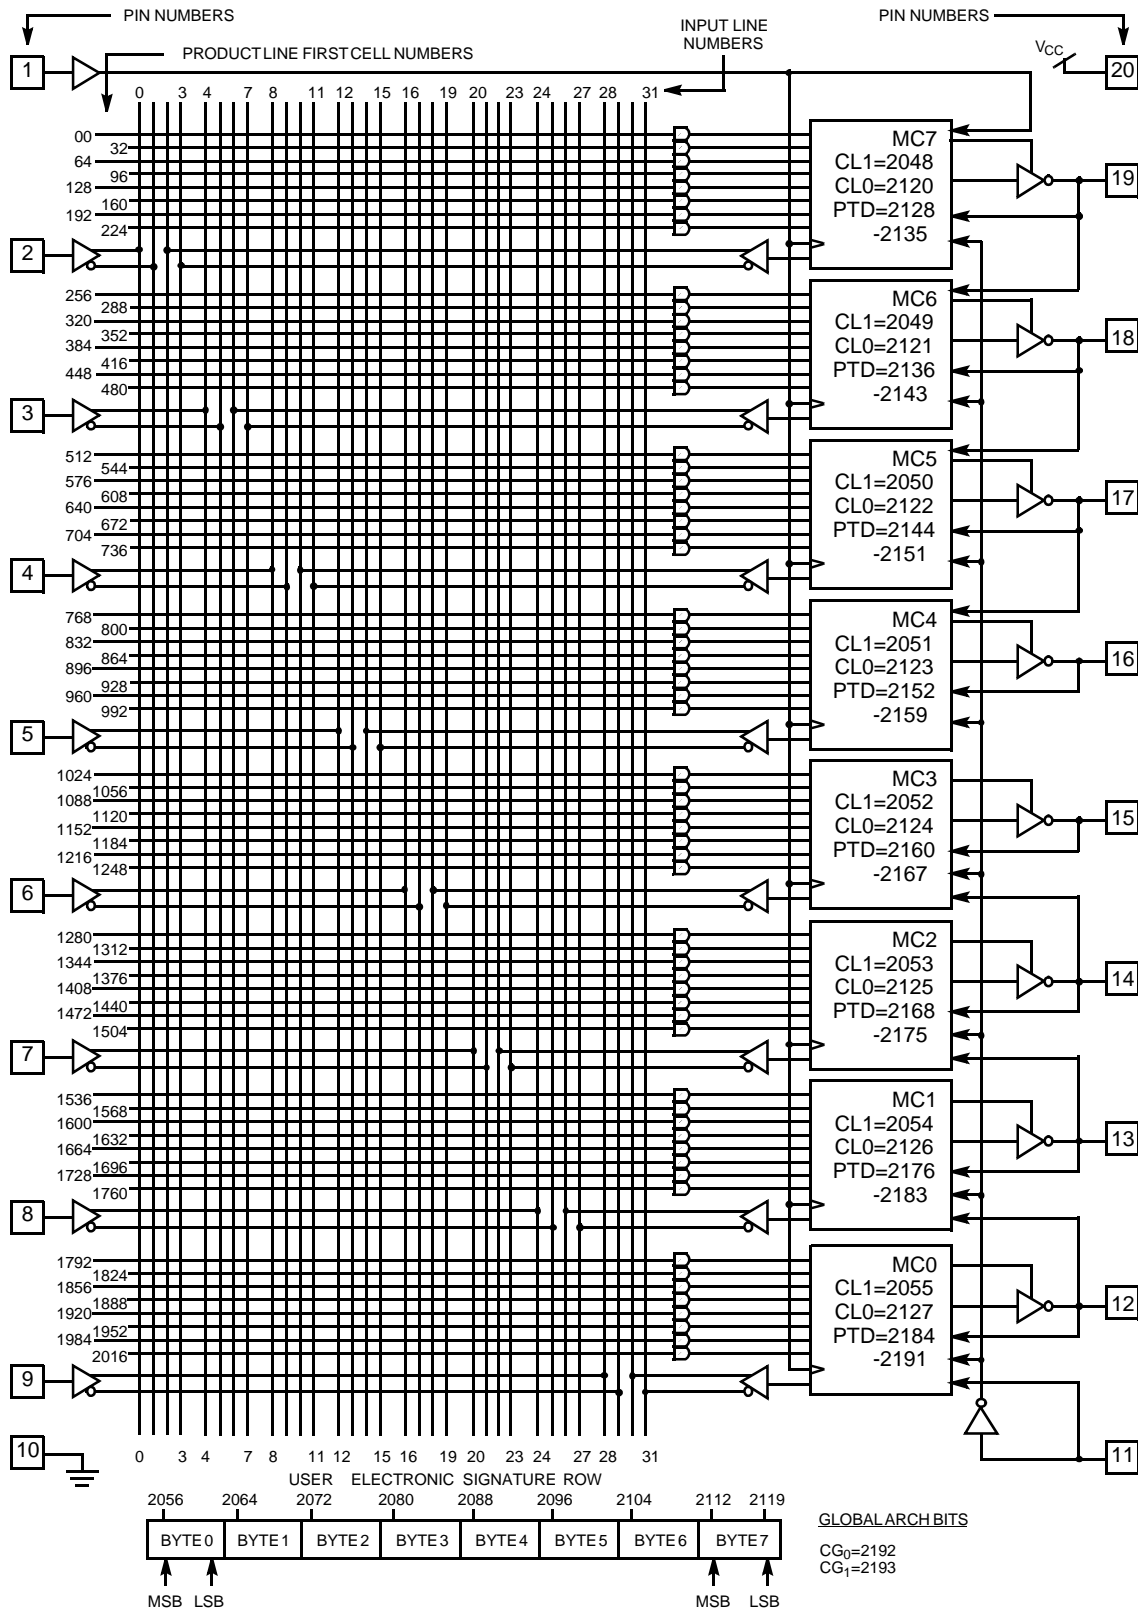 PIN NUMBERS
INPUT LINE
NUMBERS
PIN NUMBERS
PRODUCT LINE FIRST CELL NUMBERS
VCC
1
20
0 3 4 7 8 11 12 15 16 19 20 23 24 27 28 31
00
32
64
96
128
160
192
224
MC7
CL1=2048
CL0=2120
PTD=2128
-2135
19
2
256
288
320
352
384
416
448
480
MC6
CL1=2049
CL0=2121
PTD=2136
-2143
18
3
512
544
576
608
640
672
704
736
MC5
CL1=2050
CL0=2122
PTD=2144
-2151
17
4
768
800
832
864
896
928
960
992
MC4
CL1=2051
CL0=2123
PTD=2152
-2159
16
5
1024
1056
1088
1120
1152
1184
1216
1248
MC3
CL1=2052
CL0=2124
PTD=2160
-2167
15
6
1280
1312
1344
1376
1408
1440
1472
1504
MC2
CL1=2053
CL0=2125
PTD=2168
-2175
14
7
1536
1568
1600
1632
1664
1696
1728
1760
MC1
CL1=2054
CL0=2126
PTD=2176
-2183
13
8
1792
1824
1856
1888
1920
1952
1984
2016
MC0
CL1=2055
CL0=2127
PTD=2184
-2191
12
9
10
11
0 3 4 7 8 11 12 15 16 19 20 23 24 27 28 31
USER ELECTRONIC SIGNATURE ROW
2056 2064 2072 2080 2088 2096 2104 2112 2119
BYTE 0 BYTE 1 BYTE 2 BYTE 3 BYTE 4 BYTE 5 BYTE 6 BYTE 7
MSB LSB MSB LSB
GLOBAL ARCH BITS
CG0=2192
CG1=2193